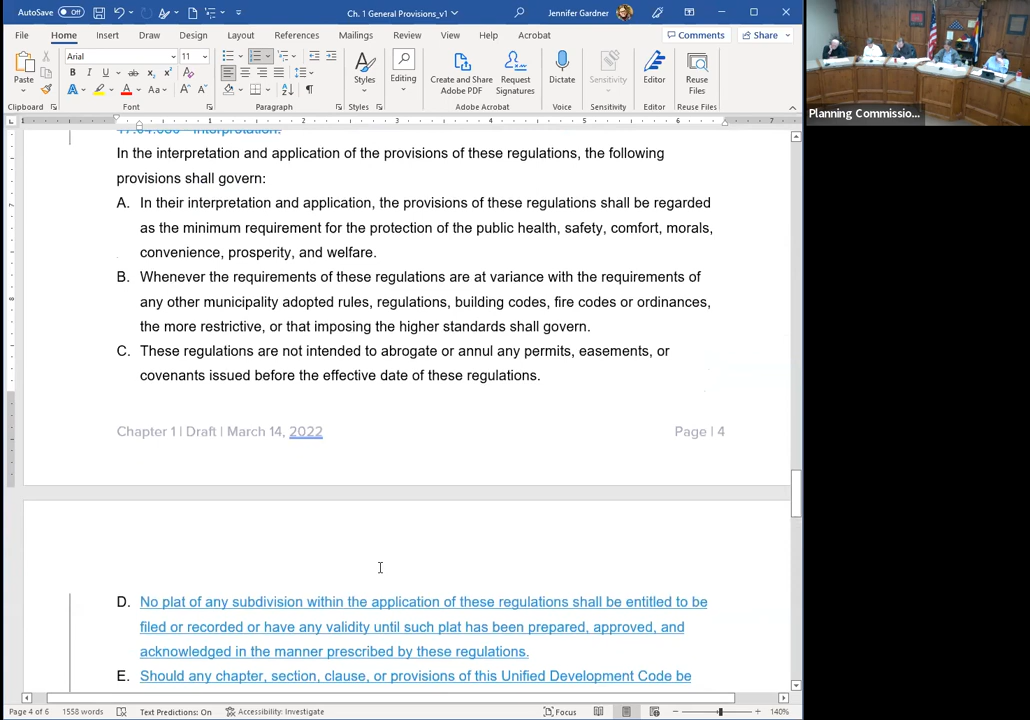 AutoSave Off Ch. 1 General Provisions_v1 Jennifer Gardner
File Home Insert Draw Design Layout References Mailings Review View Help Acrobat Comments Share
Arial 11
Paste
Styles
Editing
Create and Share
Adobe PDF
Request
Signatures
Dictate
Sensitivity
Editor
Reuse
Files
Clipboard Font Paragraph Styles Adobe Acrobat Voice Sensitivity Editor Reuse Files
Planning Commissio...
In the interpretation and application of the provisions of these regulations, the following
provisions shall govern:
A. In their interpretation and application, the provisions of these regulations shall be regarded
as the minimum requirement for the protection of the public health, safety, comfort, morals,
convenience, prosperity, and welfare.
B. Whenever the requirements of these regulations are at variance with the requirements of
any other municipality adopted rules, regulations, building codes, fire codes or ordinances,
the more restrictive, or that imposing the higher standards shall govern.
C. These regulations are not intended to abrogate or annul any permits, easements, or
covenants issued before the effective date of these regulations.
Chapter 1 | Draft | March 14, 2022 Page | 4
D. No plat of any subdivision within the application of these regulations shall be entitled to be
filed or recorded or have any validity until such plat has been prepared, approved, and
acknowledged in the manner prescribed by these regulations.
E. Should any chapter, section, clause, or provisions of this Unified Development Code be
Page 4 of 6 1558 words Text Predictions: On Accessibility: Investigate Focus 140%